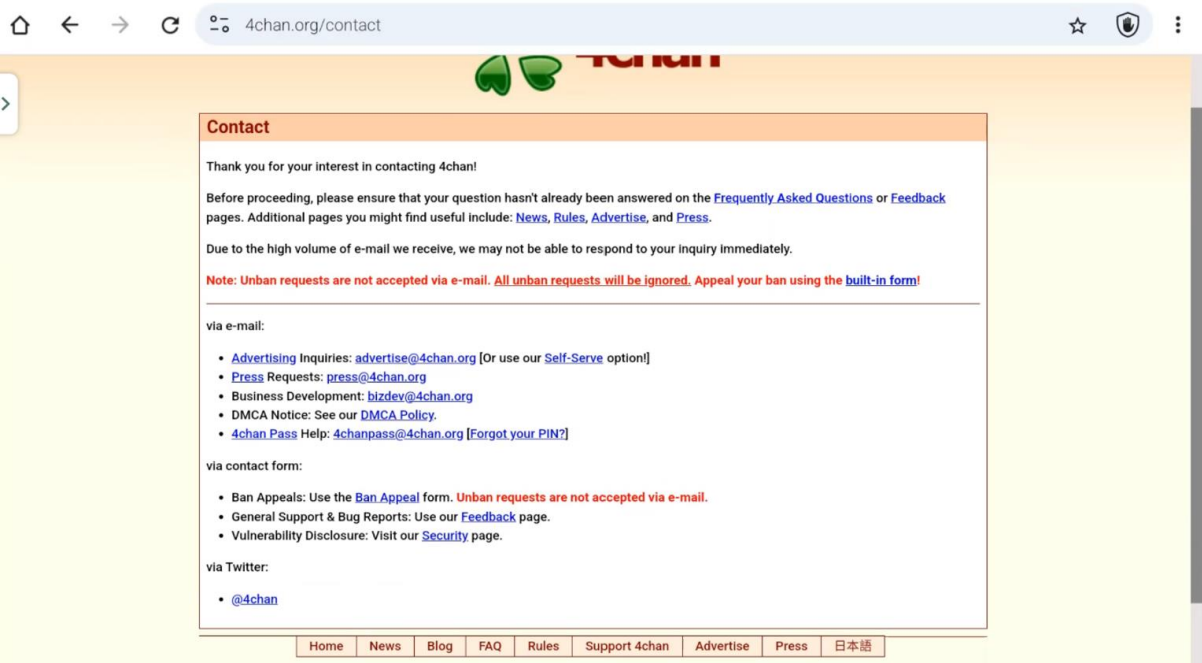 4chan.org/contact
4chan
Contact
Thank you for your interest in contacting 4chan!
Before proceeding, please ensure that your question hasn't already been answered on the Frequently Asked Questions or Feedback
pages. Additional pages you might find useful include: News, Rules, Advertise, and Press.
Due to the high volume of e-mail we receive, we may not be able to respond to your inquiry immediately.
Note: Unban requests are not accepted via e-mail. All unban requests will be ignored. Appeal your ban using the built-in form!
via e-mail:
• Advertising Inquiries: advertise@4chan.org [Or use our Self-Serve option!]
• Press Requests: press@4chan.org
• Business Development: bizdev@4chan.org
• DMCA Notice: See our DMCA Policy.
• 4chan Pass Help: 4chanpass@4chan.org [Forgot your PIN?]
via contact form:
• Ban Appeals: Use the Ban Appeal form. Unban requests are not accepted via e-mail.
• General Support & Bug Reports: Use our Feedback page.
• Vulnerability Disclosure: Visit our Security page.
via Twitter:
• @4chan
Home News Blog FAQ Rules Support 4chan Advertise Press 日本語